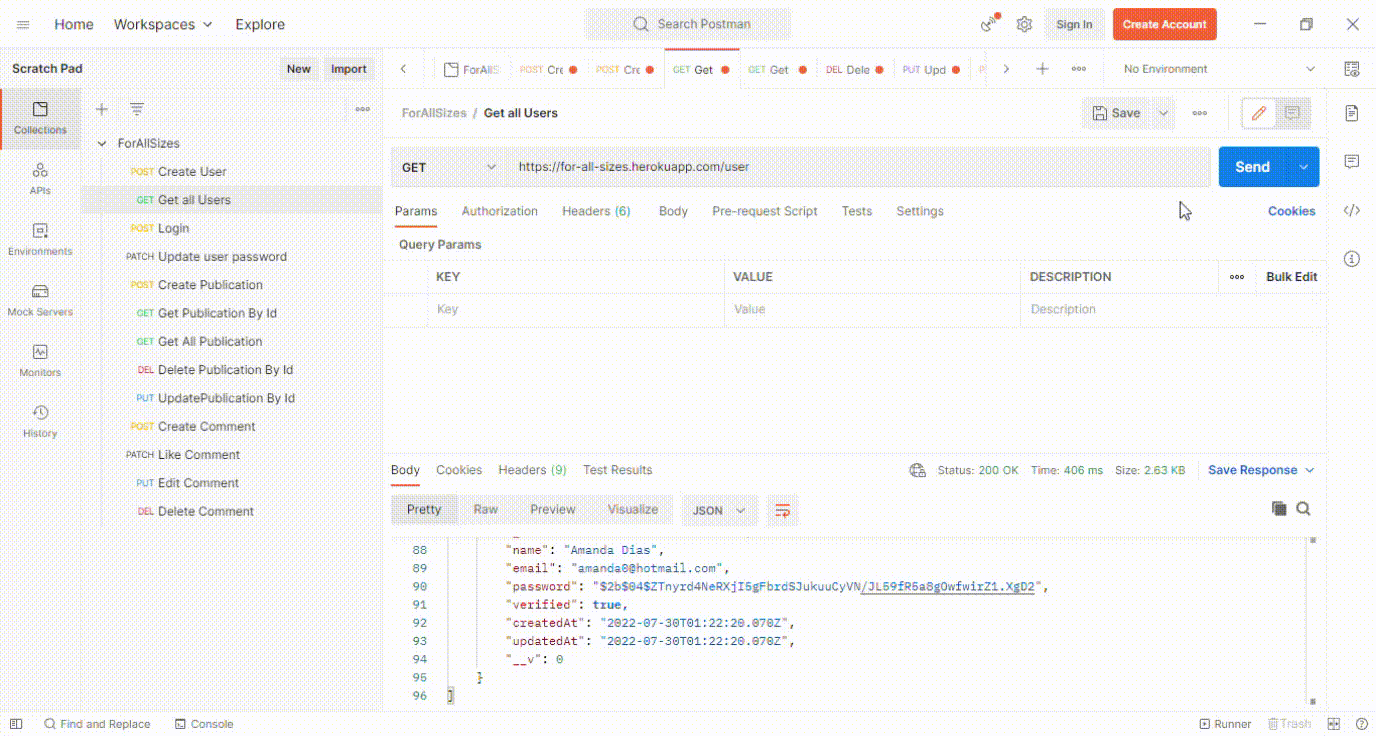 Home Workspaces Explore Search Postman Sign In Create Account
Scratch Pad New Import
ForAllS POST Cre POST Cre GET Get GET Get DEL Dele PUT Upd No Environment
Collections
APIs
Environments
Mock Servers
Monitors
History
ForAllSizes
POST Create User
GET Get all Users
POST Login
PATCH Update user password
POST Create Publication
GET Get Publication By Id
GET Get All Publication
DEL Delete Publication By Id
PUT UpdatePublication By Id
POST Create Comment
PATCH Like Comment
PUT Edit Comment
DEL Delete Comment
ForAllSizes / Get all Users Save
GET https://for-all-sizes.herokuapp.com/user Send
Params Authorization Headers (6) Body Pre-request Script Tests Settings Cookies
Query Params
KEY VALUE DESCRIPTION Bulk Edit
Key Value Description
Body Cookies Headers (9) Test Results Status: 200 OK Time: 406 ms Size: 2.63 KB Save Response
Pretty Raw Preview Visualize JSON
88 "name": "Amanda Dias",
89 "email": "amanda8@hotmail.com",
90 "password": "$2b$04$ZTnyrd4NeRXjI5gFbrdSJukuuCyVN/JL59fR5a8gOwfwirZ1.XgD2",
91 "verified": true,
92 "createdAt": "2022-07-30T01:22:20.070Z",
93 "updatedAt": "2022-07-30T01:22:20.070Z",
94 "__v": 0
95 }
96 ]
Find and Replace Console Runner Trash